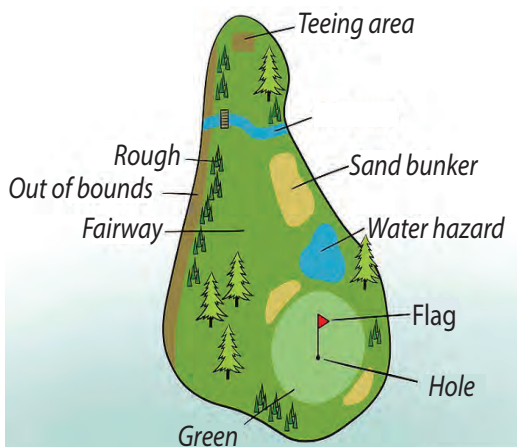 Teeing area
Rough
Sand bunker
Out of bounds
Fairway
Water hazard
Flag
Hole
Green